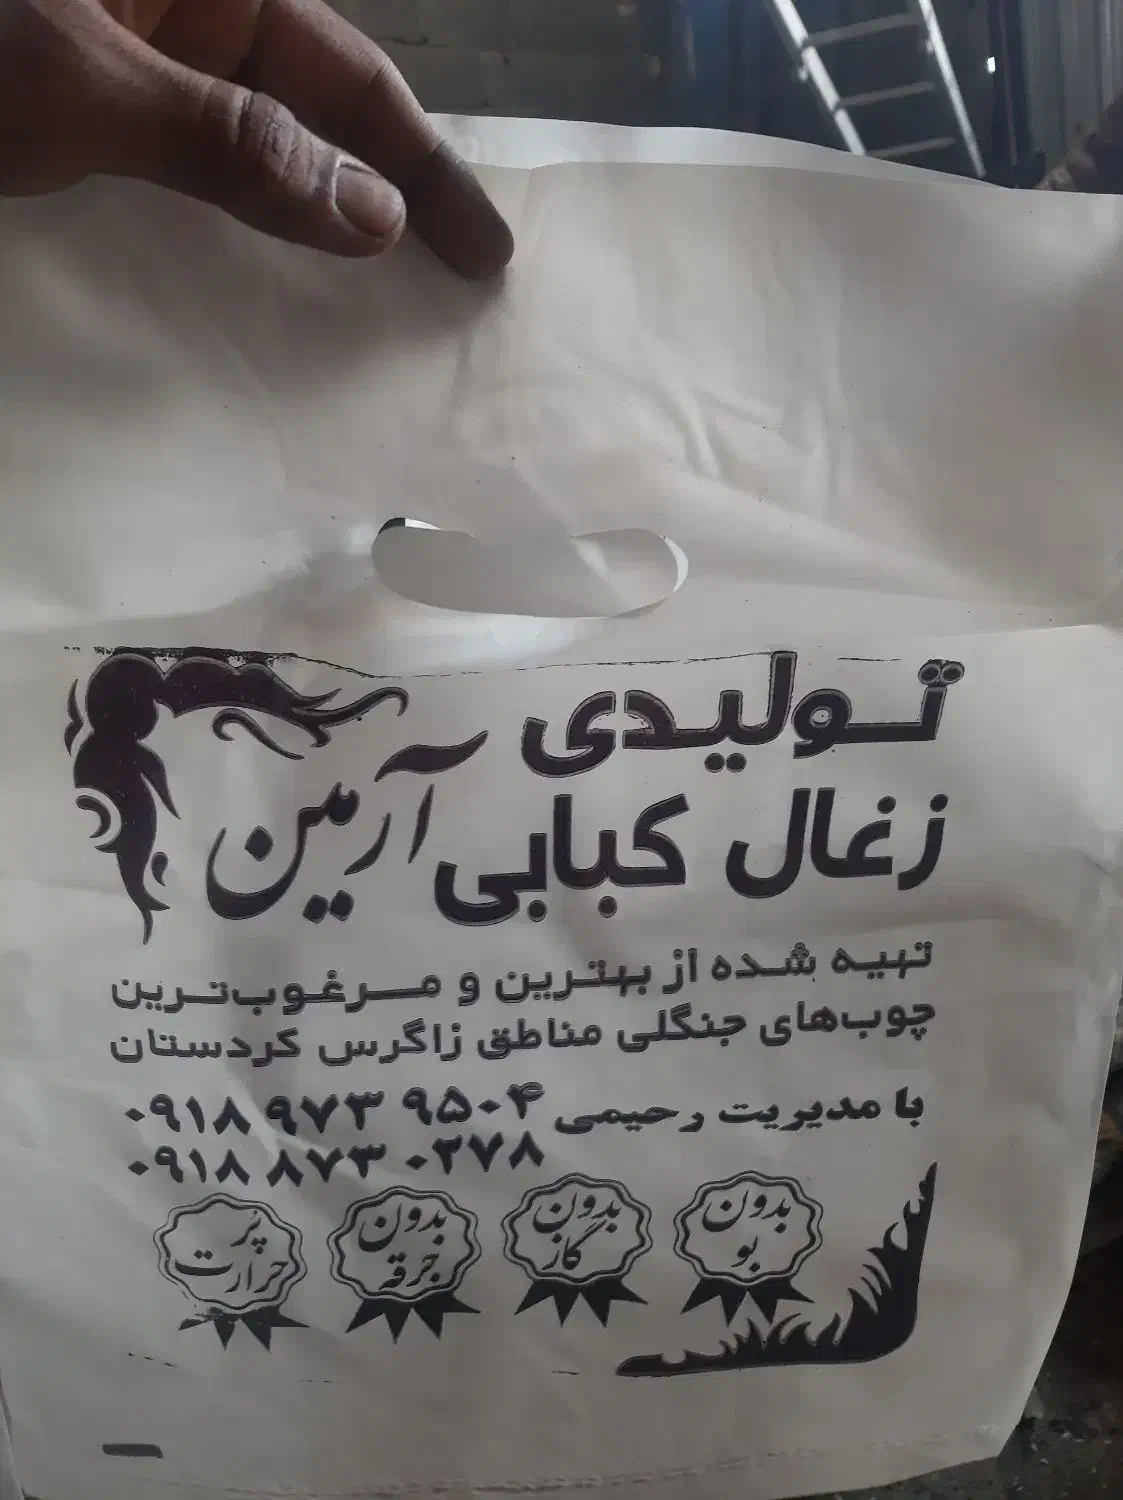 تولیدی
زغال کبابی آرمین
تهیه شده از بهترین و مرغوب‌ترین
چوب‌های جنگلی مناطق زاگرس کردستان
با مدیریت رحیمی ۰۹۱۸ ۹۷۳ ۹۵۰۴
۰۹۱۸ ۸۷۳ ۰۲۷۸
بدون بو
بدون گاز
بدون جرقه
پُر حرارت